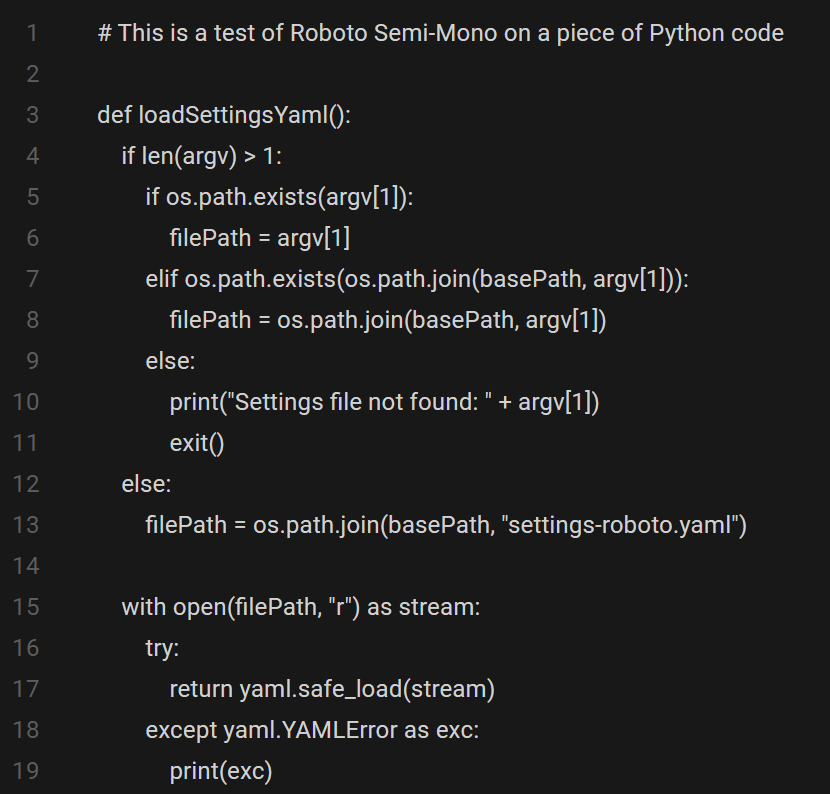 1 # This is a test of Roboto Semi-Mono on a piece of Python code
2
3 def loadSettingsYaml():
4     if len(argv) > 1:
5         if os.path.exists(argv[1]):
6             filePath = argv[1]
7         elif os.path.exists(os.path.join(basePath, argv[1])):
8             filePath = os.path.join(basePath, argv[1])
9         else:
10             print("Settings file not found: " + argv[1])
11             exit()
12     else:
13         filePath = os.path.join(basePath, "settings-roboto.yaml")
14
15     with open(filePath, "r") as stream:
16         try:
17             return yaml.safe_load(stream)
18         except yaml.YAMLError as exc:
19             print(exc)